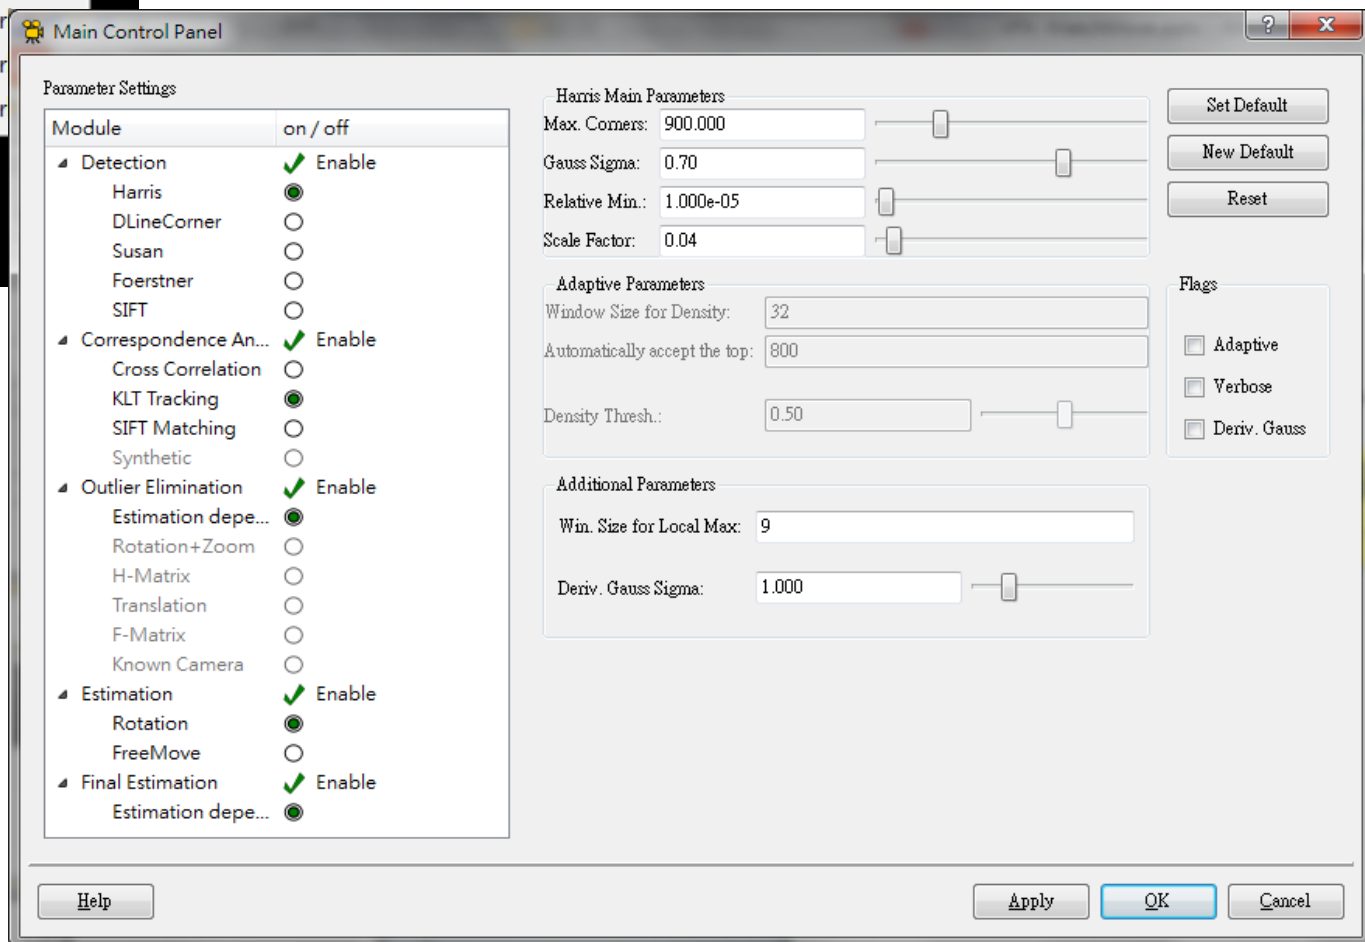 Main Control Panel
Parameter Settings
Module on / off
Detection Enable
Harris
DLineCorner
Susan
Foerstner
SIFT
Correspondence An... Enable
Cross Correlation
KLT Tracking
SIFT Matching
Synthetic
Outlier Elimination Enable
Estimation depe...
Rotation+Zoom
H-Matrix
Translation
F-Matrix
Known Camera
Estimation Enable
Rotation
FreeMove
Final Estimation Enable
Estimation depe...
Harris Main Parameters
Max. Corners: 900.000
Gauss Sigma: 0.70
Relative Min.: 1.000e-05
Scale Factor: 0.04
Adaptive Parameters
Window Size for Density: 32
Automatically accept the top: 800
Density Thresh.: 0.50
Additional Parameters
Win. Size for Local Max: 9
Deriv. Gauss Sigma: 1.000
Set Default
New Default
Reset
Flags
Adaptive
Verbose
Deriv. Gauss
Help
Apply
OK
Cancel